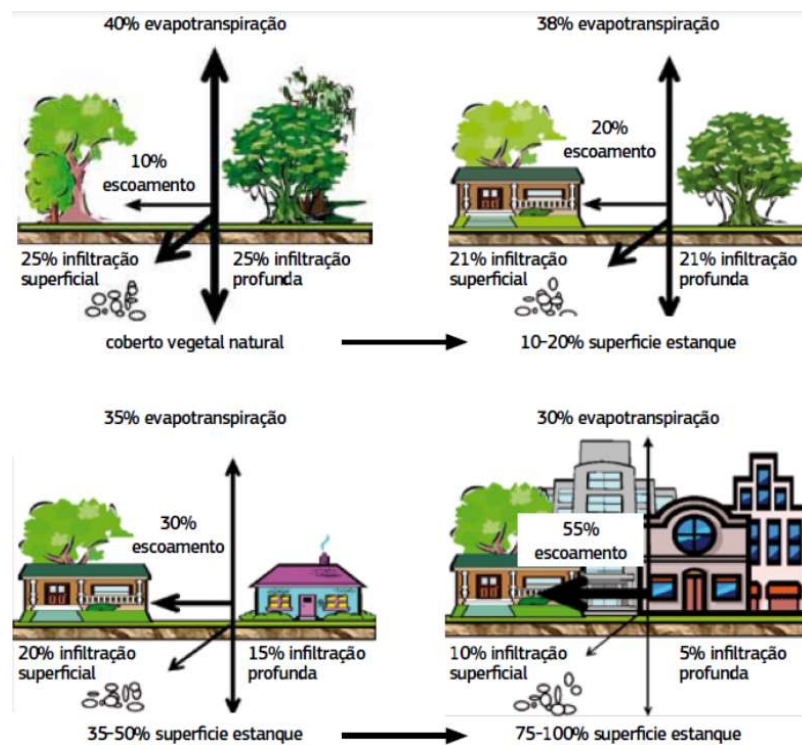 40% evapotranspiração
10%
escoamento
25% infiltração
superficial
25% infiltração
profunda
coberto vegetal natural
38% evapotranspiração
20%
escoamento
21% infiltração
superficial
21% infiltração
profunda
10-20% superficie estanque
35% evapotranspiração
30%
escoamento
20% infiltração
superficial
15% infiltração
profunda
35-50% superficie estanque
30% evapotranspiração
55%
escoamento
10% infiltração
superficial
5% infiltração
profunda
75-100% superficie estanque